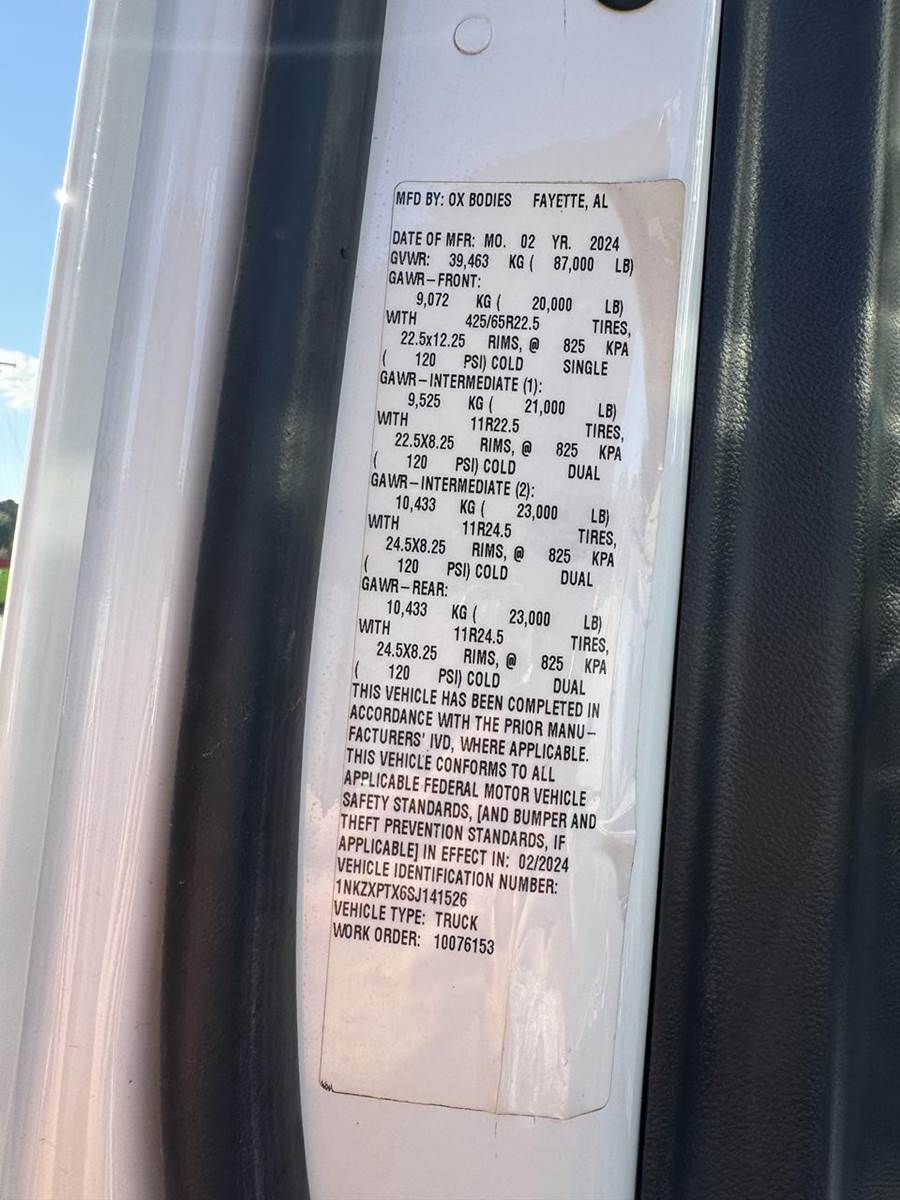 MFD BY: OX BODIES FAYETTE, AL
DATE OF MFR: MO. 02 YR. 2024
GVWR: 39,463 KG ( 87,000 LB)
GAWR-FRONT:
9,072 KG ( 20,000 LB)
WITH 425/65R22.5 TIRES,
22.5x12.25 RIMS, @ 825 KPA
( 120 PSI) COLD SINGLE
GAWR-INTERMEDIATE (1):
9,525 KG ( 21,000 LB)
WITH 11R22.5 TIRES,
22.5X8.25 RIMS, @ 825 KPA
( 120 PSI) COLD DUAL
GAWR-INTERMEDIATE (2):
10,433 KG ( 23,000 LB)
WITH 11R24.5 TIRES,
24.5X8.25 RIMS, @ 825 KPA
( 120 PSI) COLD DUAL
GAWR-REAR:
10,433 KG ( 23,000 LB)
WITH 11R24.5 TIRES,
24.5X8.25 RIMS, @ 825 KPA
( 120 PSI) COLD DUAL
THIS VEHICLE HAS BEEN COMPLETED IN
ACCORDANCE WITH THE PRIOR MANU-
FACTURERS' IVD, WHERE APPLICABLE.
THIS VEHICLE CONFORMS TO ALL
APPLICABLE FEDERAL MOTOR VEHICLE
SAFETY STANDARDS, [AND BUMPER AND
THEFT PREVENTION STANDARDS, IF
APPLICABLE] IN EFFECT IN: 02/2024
VEHICLE IDENTIFICATION NUMBER:
1NKZXPTX6SJ141526
VEHICLE TYPE: TRUCK
WORK ORDER: 10076153